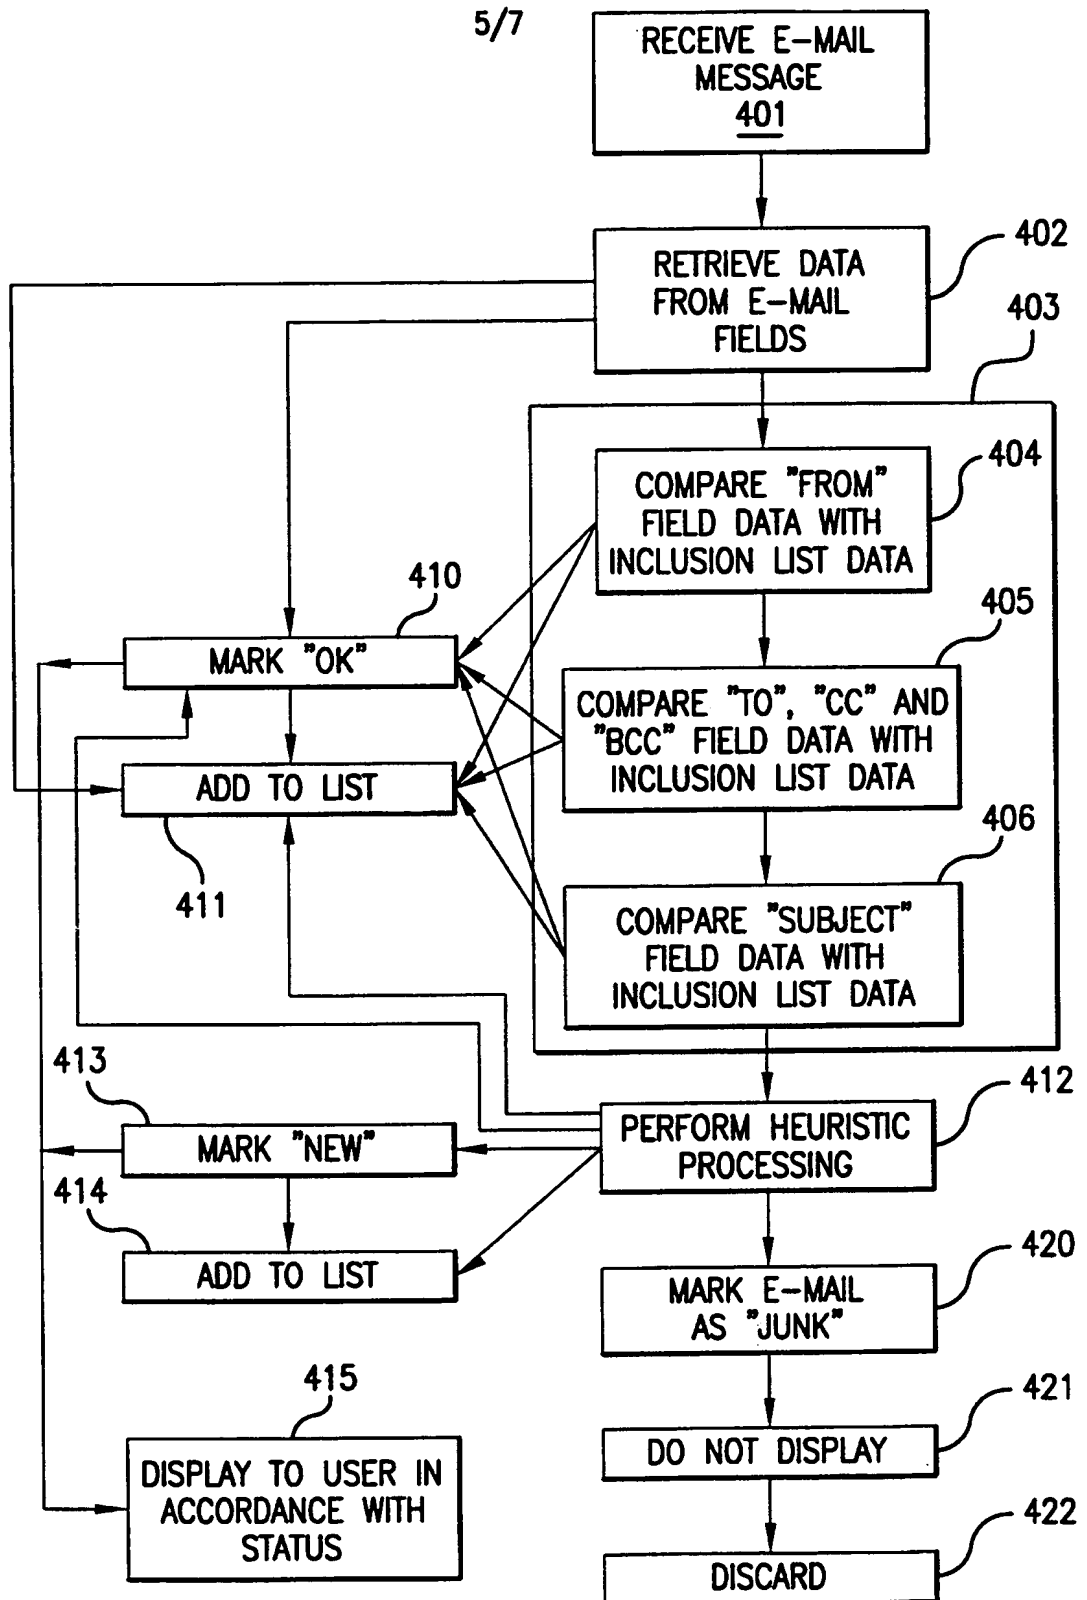 5/7
RECEIVE E-MAIL
MESSAGE
401
RETRIEVE DATA
FROM E-MAIL
FIELDS
402
403
COMPARE "FROM"
FIELD DATA WITH
INCLUSION LIST DATA
404
410
MARK "OK"
405
COMPARE "TO", "CC" AND
"BCC" FIELD DATA WITH
INCLUSION LIST DATA
ADD TO LIST
411
406
COMPARE "SUBJECT"
FIELD DATA WITH
INCLUSION LIST DATA
413
MARK "NEW"
412
PERFORM HEURISTIC
PROCESSING
414
ADD TO LIST
420
MARK E-MAIL
AS "JUNK"
415
DISPLAY TO USER IN
ACCORDANCE WITH
STATUS
421
DO NOT DISPLAY
422
DISCARD